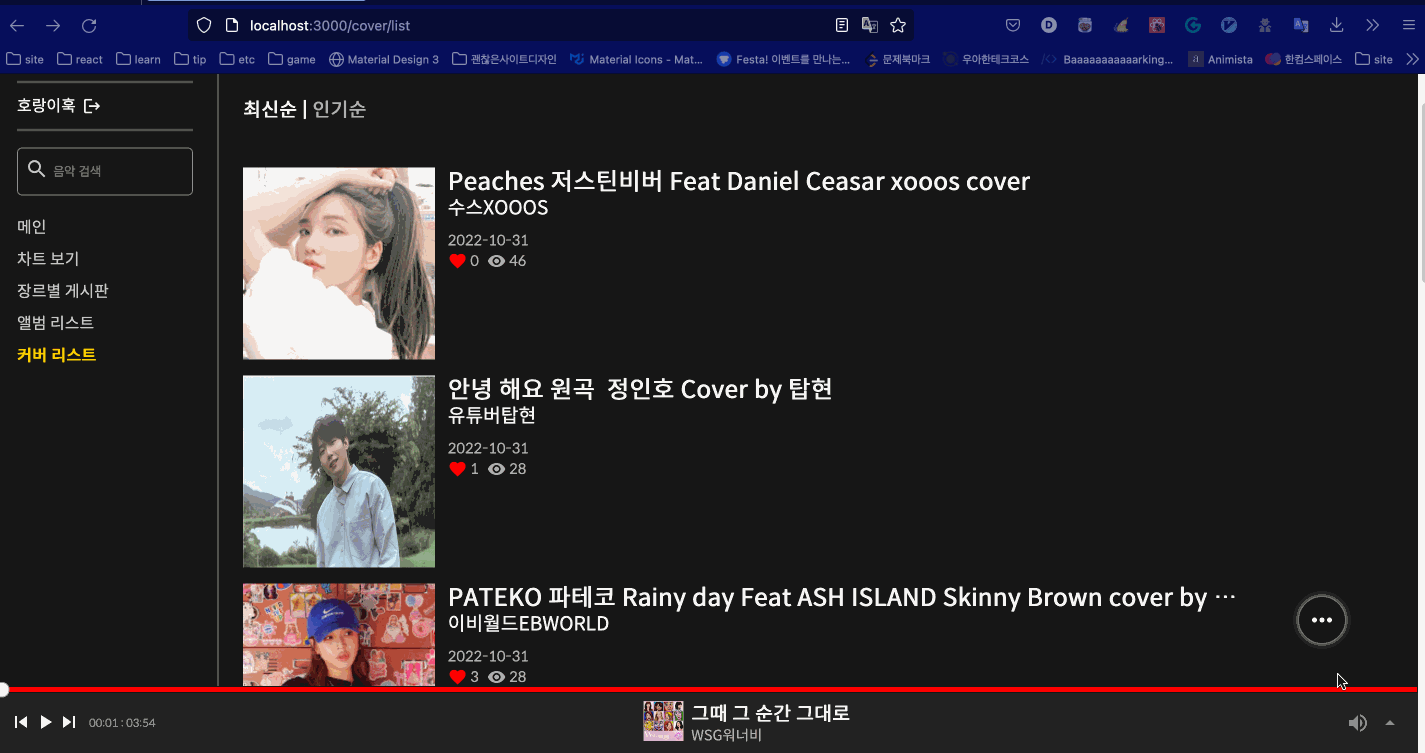 localhost:3000/cover/list
site react learn tip etc game Material Design 3 괜찮은사이트디자인 Material Icons - Mat... Festa! 이벤트를 만나는... 문제북마크 우아한테크코스 Baaaaaaaaaaarking... Animista 한컴스페이스 site
호랑이훅
음악 검색
메인
차트 보기
장르별 게시판
앨범 리스트
커버 리스트
최신순 | 인기순
Peaches 저스틴비버 Feat Daniel Ceasar xooos cover
수스XOOOS
2022-10-31
0 46
안녕 해요 원곡 정인호 Cover by 탑현
유튜버탑현
2022-10-31
1 28
PATEKO 파테코 Rainy day Feat ASH ISLAND Skinny Brown cover by ···
이비월드EBWORLD
2022-10-31
3 28
00:01 : 03:54
그때 그 순간 그대로
WSG워너비